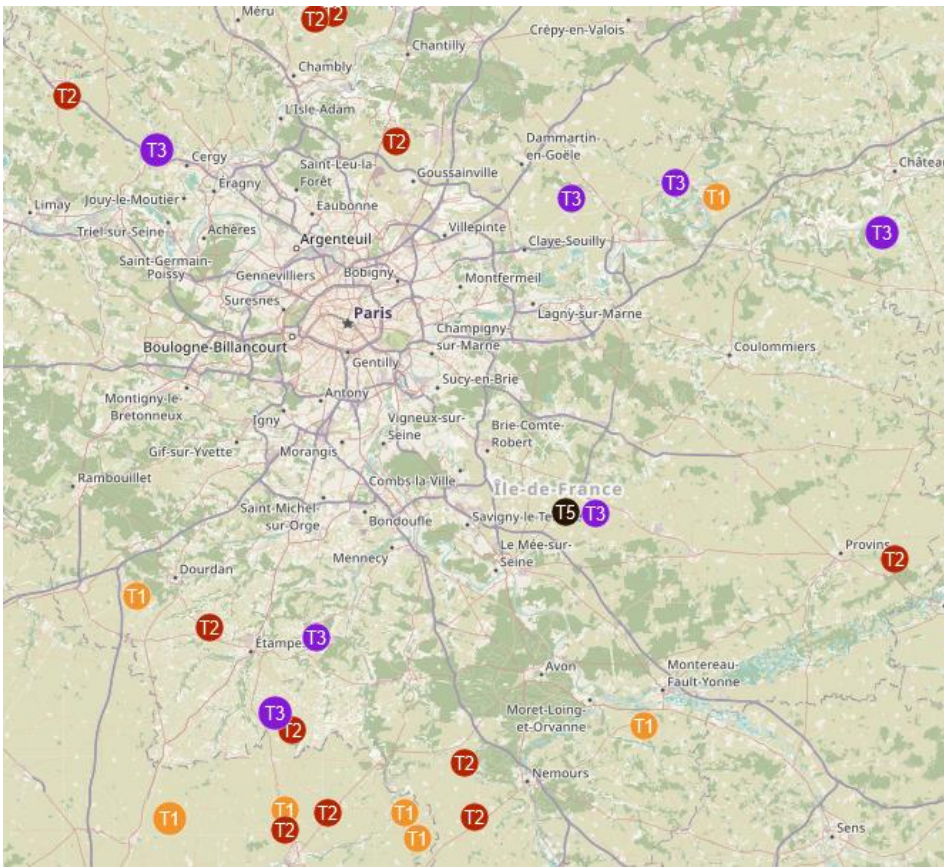 Méru
T2
T2
Crèpy-en-Valois
Chantilly
Chambly
T2
L'Isle-Adam
T2
Dammartin-
en-Goële
T3
Cergy
Saint-Leu-la-
Forêt
Goussainville
Château
Éragny
T3
T3
T1
Limay
Jouy-le-Moutier
Eaubonne
Triel-sur-Seine
Achères
Argenteuil
Villepinte
Claye-Souilly
T3
Saint-Germain-
Poissy
Gennevilliers
Bobigny
Montfermeil
Suresnes
Paris
Lagny-sur-Marne
Boulogne-Billancourt
Champigny-
sur-Marne
Gentilly
Coulommiers
Sucy-en-Brie
Montigny-le-
Bretonneux
Antony
Igny
Vigneux-sur-
Seine
Brie-Comte-
Robert
Gif-sur-Yvette
Morangis
Rambouillet
Combs-la-Ville
Île-de-France
Saint-Michel
-sur-Orge
Bondoufle
Savigny-le-Te
T5
T3
Mennecy
Le Mée-sur-
Seine
Provins
T2
Dourdan
T1
T2
Étampe
T3
Avon
Montereau-
Fault-Yonne
T3
T2
Moret-Loing-
et-Orvanne
T1
T2
Nemours
T1
T1
T2
T2
T1
T1
T2
Sens